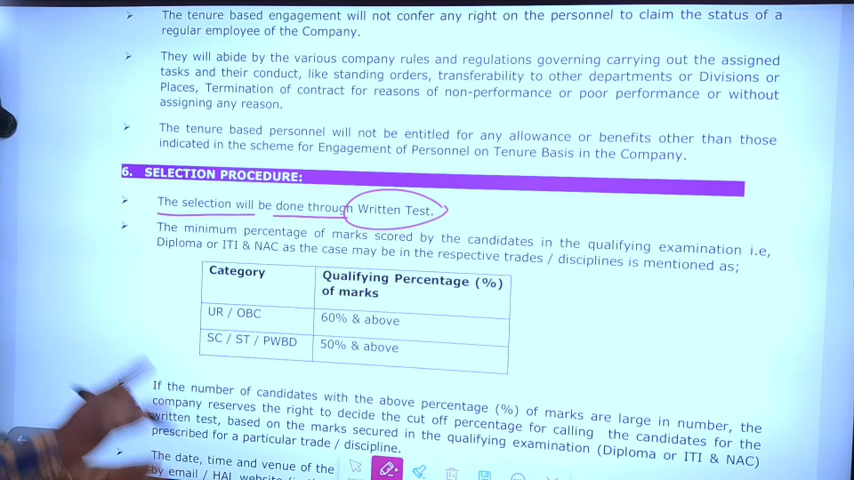 The tenure based engagement will not confer any right on the personnel to claim the status of a
regular employee of the Company.
They will abide by the various company rules and regulations governing carrying out the assigned
tasks and their conduct, like standing orders, transferability to other departments or Divisions or
Places, Termination of contract for reasons of non-performance or poor performance or without
assigning any reason.
The tenure based personnel will not be entitled for any allowance or benefits other than those
indicated in the scheme for Engagement of Personnel on Tenure Basis in the Company.
6. SELECTION PROCEDURE:
The selection will be done through Written Test.
The minimum percentage of marks scored by the candidates in the qualifying examination i.e,
Diploma or ITI & NAC as the case may be in the respective trades / disciplines is mentioned as;
Category Qualifying Percentage (%)
of marks
UR / OBC 60% & above
SC / ST / PWBD 50% & above
If the number of candidates with the above percentage (%) of marks are large in number, the
company reserves the right to decide the cut off percentage for calling the candidates for the
written test, based on the marks secured in the qualifying examination (Diploma or ITI & NAC)
prescribed for a particular trade / discipline.
The date, time and venue of the
by email / HAL website